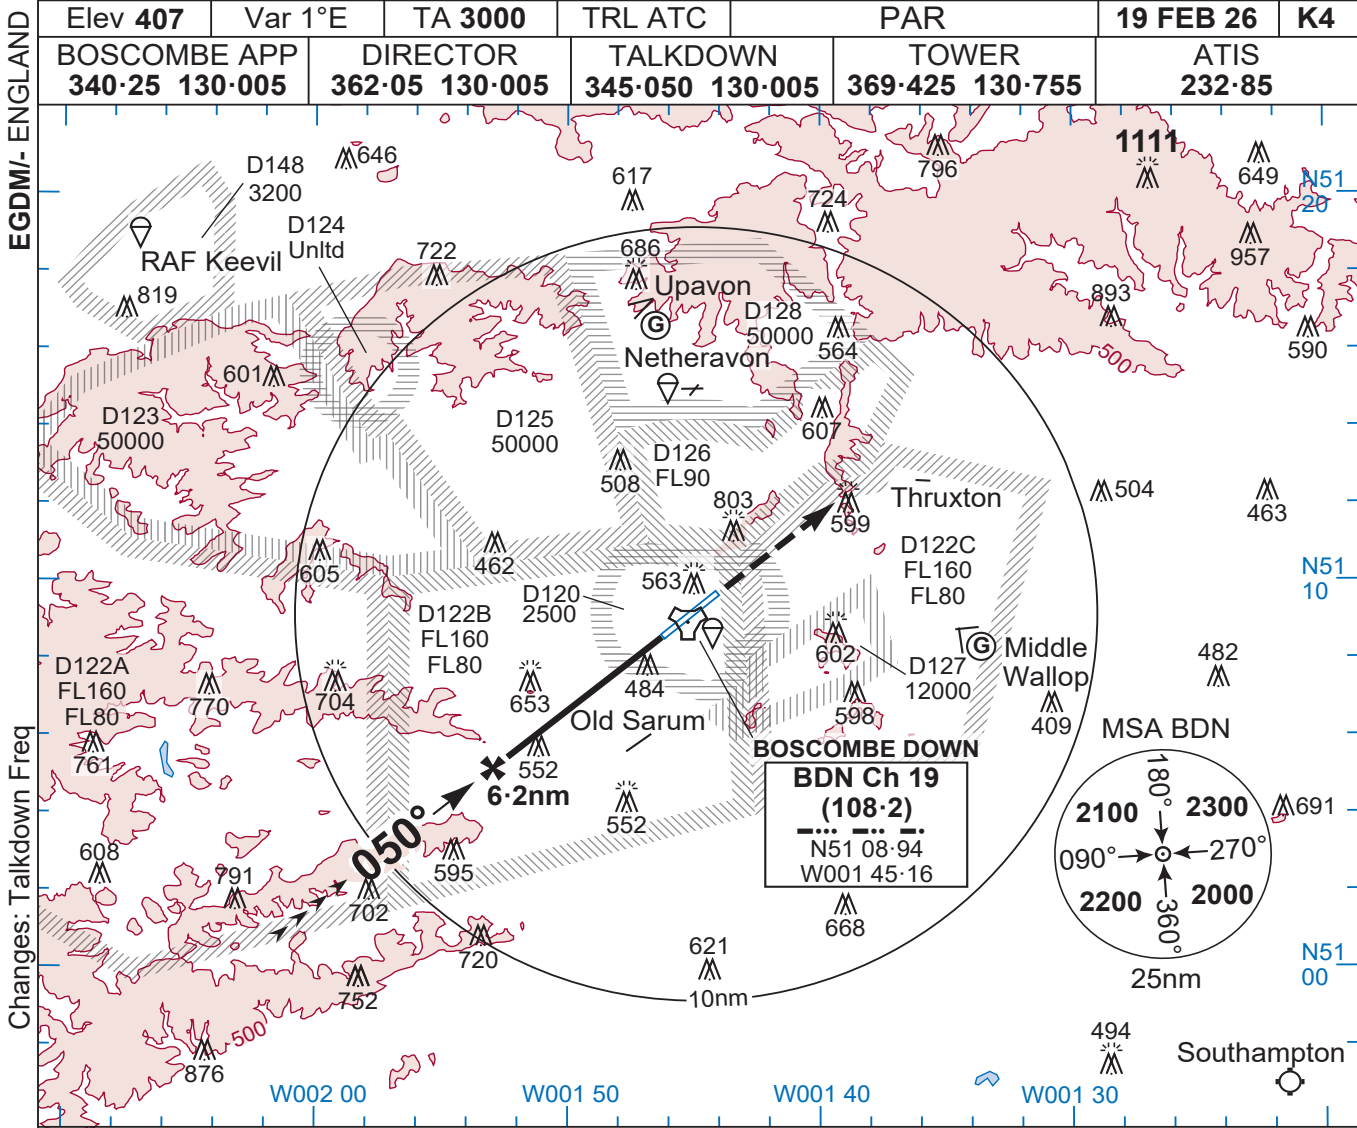 EGDM/- ENGLAND
Changes: Talkdown Freq
Elev 407
Var 1°E
TA 3000
TRL ATC
PAR
19 FEB 26
K4
BOSCOMBE APP
340·25 130·005
DIRECTOR
362·05 130·005
TALKDOWN
345·050 130·005
TOWER
369·425 130·755
ATIS
232·85
D148
3200
646
617
796
1111
649
N51
20
724
D124
Unltd
RAF Keevil
722
686
957
819
Upavon
G
D128
50000
893
564
590
500
Netheravon
601
D123
50000
D125
50000
607
D126
FL90
508
803
Thruxton
599
504
463
605
462
D122C
FL160
FL80
N51
10
563
D120
2500
D122B
FL160
FL80
602
G
Middle
Wallop
D122A
FL160
FL80
770
704
653
484
D127
12000
482
598
409
Old Sarum
761
552
6·2nm
552
BOSCOMBE DOWN
BDN Ch 19
(108·2)
N51 08·94
W001 45·16
MSA BDN
180°
2100
2300
090°
270°
2200
2000
360°
25nm
691
050°
608
791
595
702
668
720
621
10nm
752
N51
00
500
876
494
Southampton
W002 00
W001 50
W001 40
W001 30